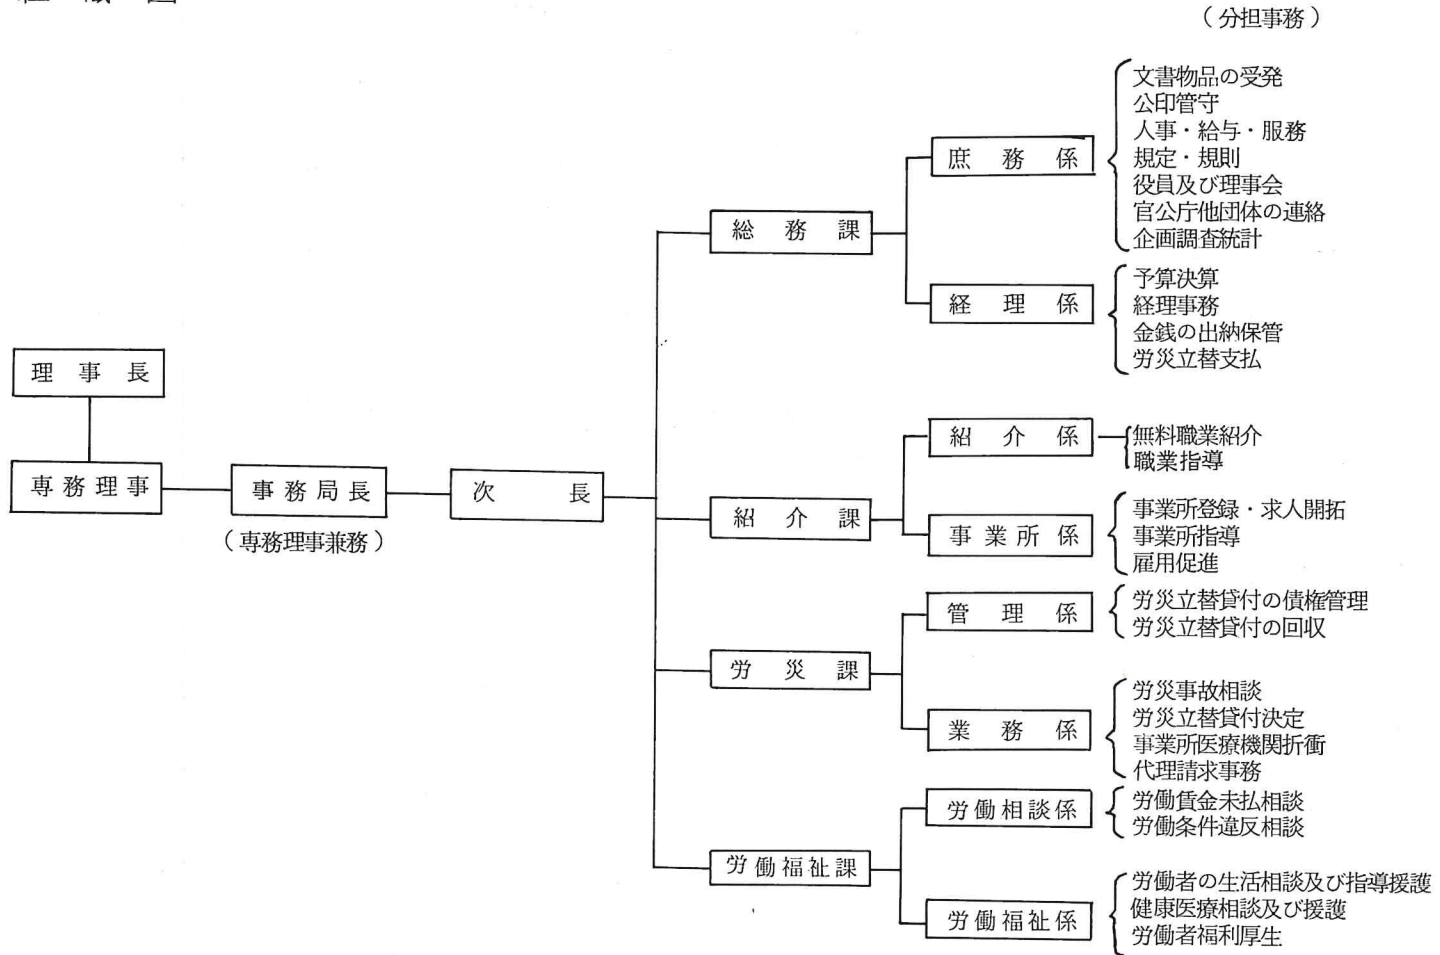 組織図
(分担事務)
理事長
専務理事
事務局長
(専務理事兼務)
次長
総務課
庶務係
文書物品の受発
公印管守
人事・給与・服務
規定・規則
役員及び理事会
官公庁他団体の連絡
企画調査統計
経理係
予算決算
経理事務
金銭の出納保管
労災立替支払
紹介課
紹介係
無料職業紹介
職業指導
事業所係
事業所登録・求人開拓
事業所指導
雇用促進
労災課
管理係
労災立替貸付の債権管理
労災立替貸付の回収
業務係
労災事故相談
労災立替貸付決定
事業所医療機関折衝
代理請求事務
労働福祉課
労働相談係
労働賃金未払相談
労働条件違反相談
労働福祉係
労働者の生活相談及び指導援護
健康医療相談及び援護
労働者福利厚生